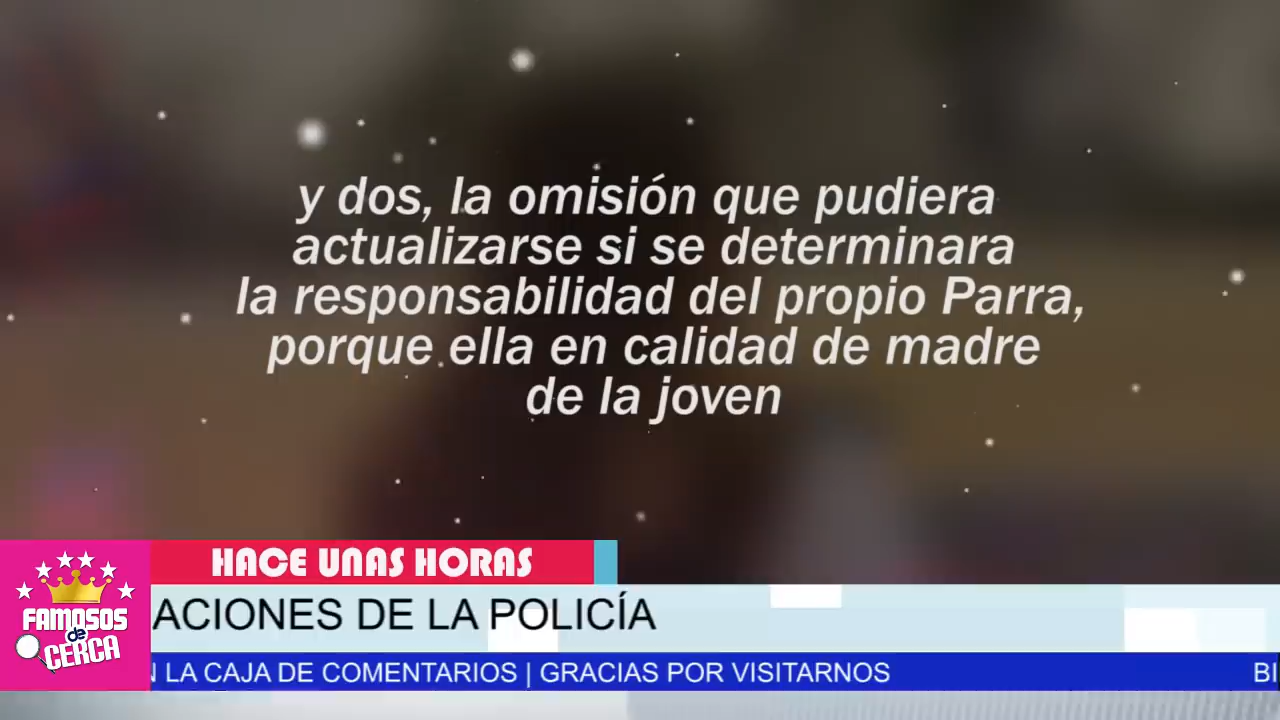 y dos, la omisión que pudiera
actualizarse si se determinara
la responsabilidad del propio Parra,
porque ella en calidad de madre
de la joven
HACE UNAS HORAS
ACIONES DE LA POLICÍA
FAMOSOS
de
CERCA
LA CAJA DE COMENTARIOS | GRACIAS POR VISITARNOS
BI